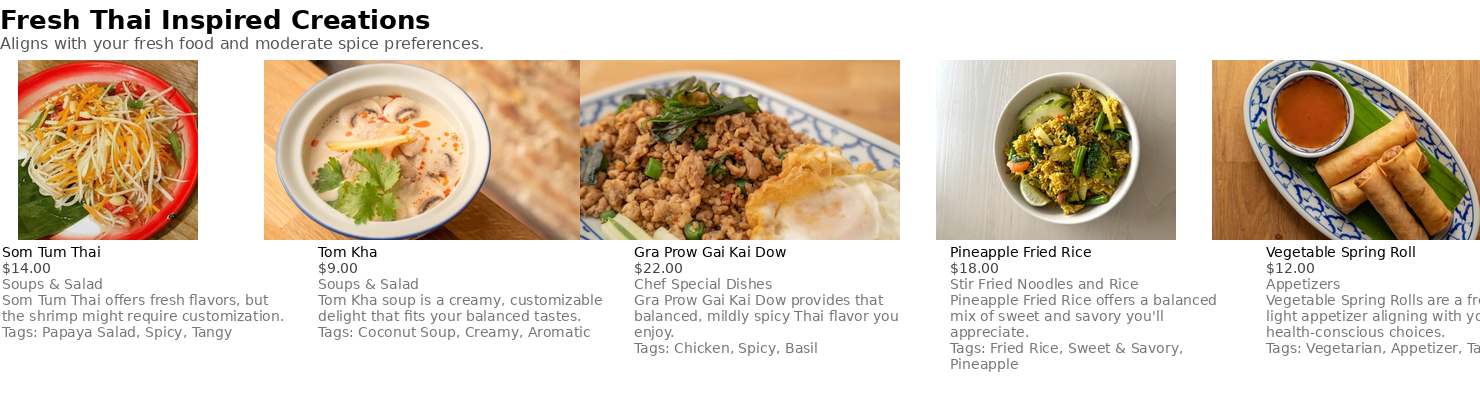 Fresh Thai Inspired Creations
Aligns with your fresh food and moderate spice preferences.
Som Tum Thai
$14.00
Soups & Salad
Som Tum Thai offers fresh flavors, but
the shrimp might require customization.
Tags: Papaya Salad, Spicy, Tangy
Tom Kha
$9.00
Soups & Salad
Tom Kha soup is a creamy, customizable
delight that fits your balanced tastes.
Tags: Coconut Soup, Creamy, Aromatic
Gra Prow Gai Kai Dow
$22.00
Chef Special Dishes
Gra Prow Gai Kai Dow provides that
balanced, mildly spicy Thai flavor you
enjoy.
Tags: Chicken, Spicy, Basil
Pineapple Fried Rice
$18.00
Stir Fried Noodles and Rice
Pineapple Fried Rice offers a balanced
mix of sweet and savory you'll
appreciate.
Tags: Fried Rice, Sweet & Savory,
Pineapple
Vegetable Spring Roll
$12.00
Appetizers
Vegetable Spring Rolls are a
light appetizer aligning with
health-conscious choices.
Tags: Vegetarian, Appetizer,